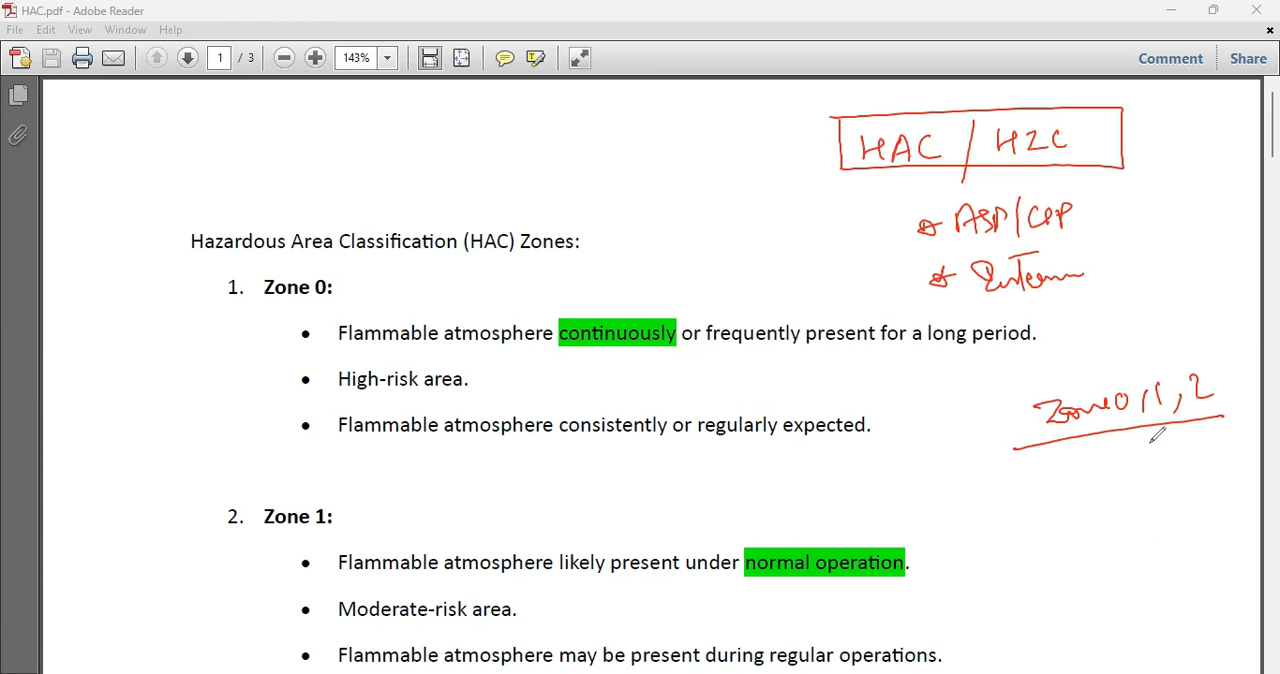 HAC.pdf - Adobe Reader
File Edit View Window Help
1 / 3 143% Comment Share
HAC / HZC
ASP/CPP
Hazardous Area Classification (HAC) Zones:
1. Zone 0:
• Flammable atmosphere continuously or frequently present for a long period.
• High-risk area.
Zone 0, 1, 2
• Flammable atmosphere consistently or regularly expected.
2. Zone 1:
• Flammable atmosphere likely present under normal operation.
• Moderate-risk area.
• Flammable atmosphere may be present during regular operations.